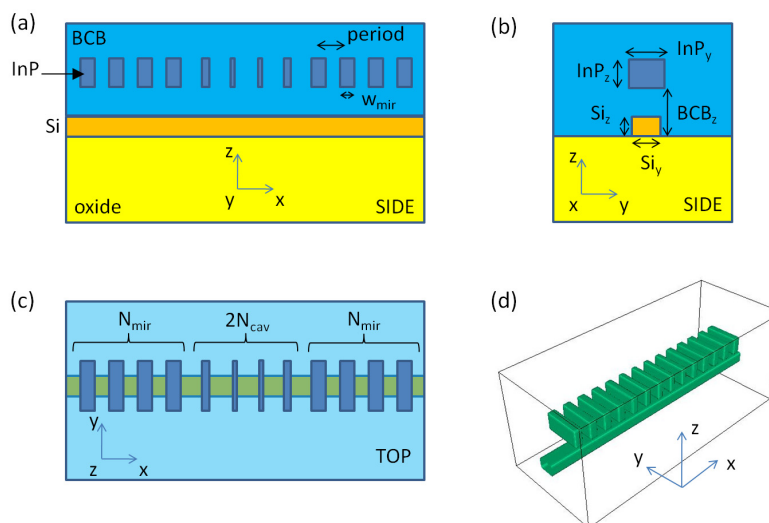 (a)
BCB
period
InP
w_mir
Si
z
y
x
oxide
SIDE
(b)
InP_y
InP_z
Si_z
BCB_z
Si_y
z
x
y
SIDE
(c)
N_mir
2N_cav
N_mir
y
z
x
TOP
(d)
z
y
x